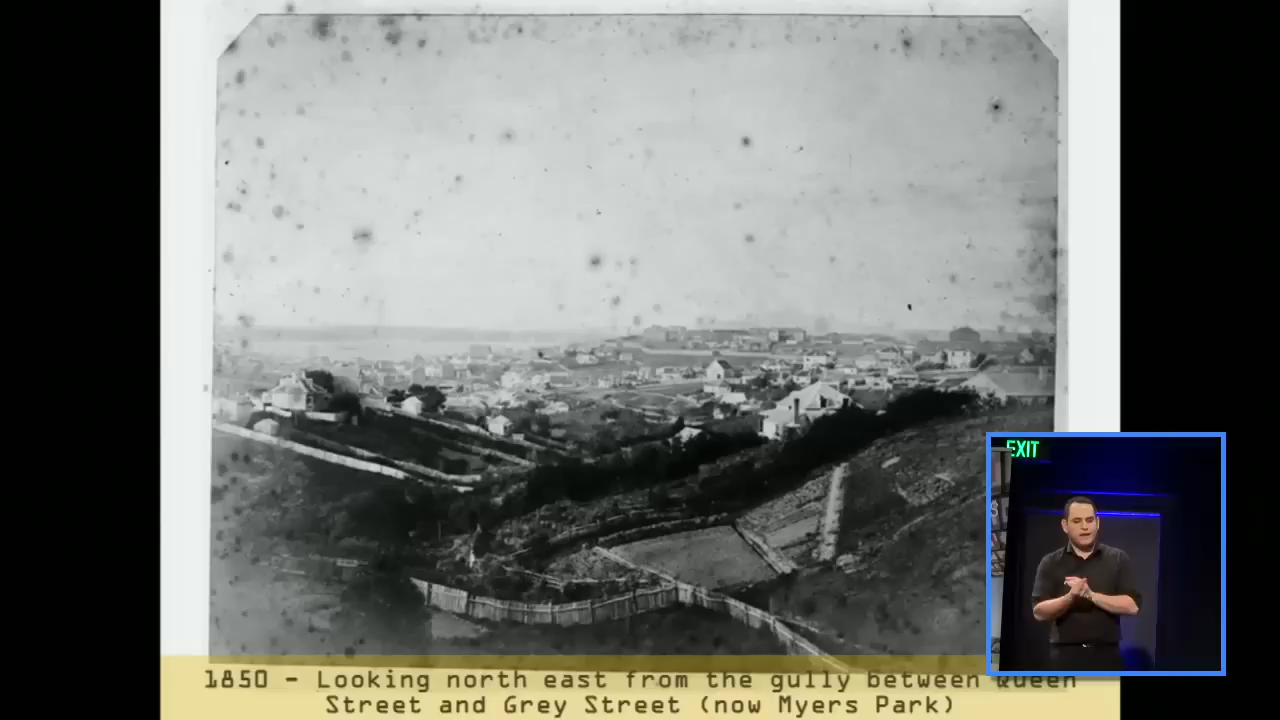 EXIT
1850 - Looking north east from the gully between Queen
Street and Grey Street (now Myers Park)